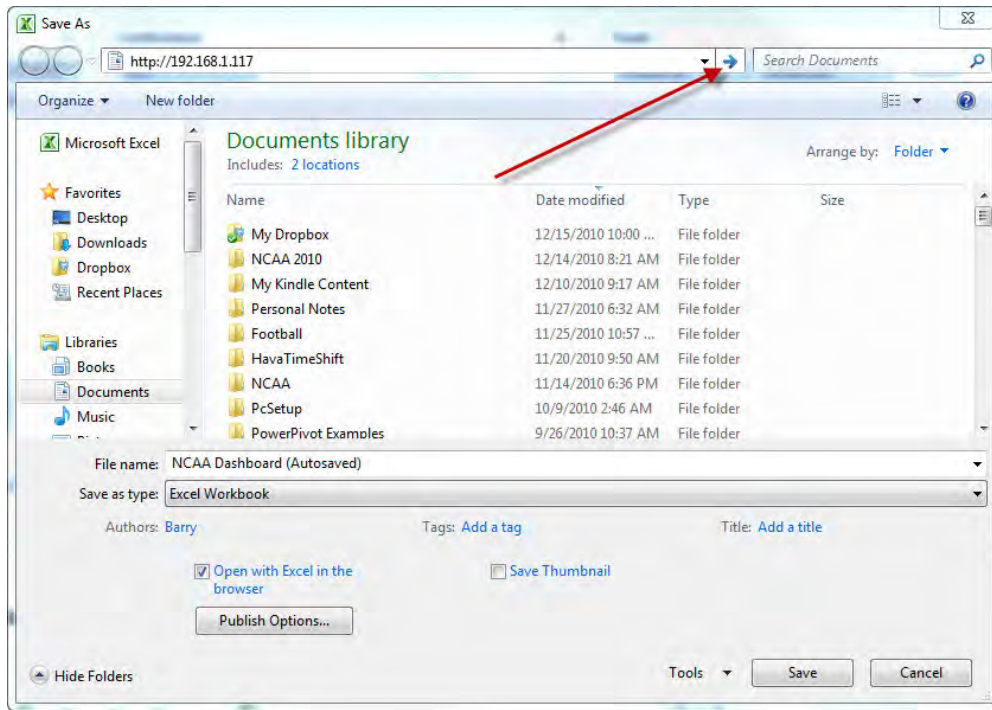 Save As
http://192.168.1.117
Search Documents
Organize
New folder
Microsoft Excel
Favorites
Desktop
Downloads
Dropbox
Recent Places
Libraries
Books
Documents
Music
Documents library
Includes: 2 locations
Arrange by: Folder
Name Date modified Type Size
My Dropbox 12/15/2010 10:00 ... File folder
NCAA 2010 12/14/2010 8:21 AM File folder
My Kindle Content 12/10/2010 9:17 AM File folder
Personal Notes 11/27/2010 6:32 AM File folder
Football 11/25/2010 10:57 ... File folder
HavaTimeShift 11/20/2010 9:50 AM File folder
NCAA 11/14/2010 6:36 PM File folder
PcSetup 10/9/2010 2:46 AM File folder
PowerPivot Examples 9/26/2010 10:37 AM File folder
File name: NCAA Dashboard (Autosaved)
Save as type: Excel Workbook
Authors: Barry Tags: Add a tag Title: Add a title
Open with Excel in the
browser
Save Thumbnail
Publish Options...
Hide Folders
Tools
Save
Cancel